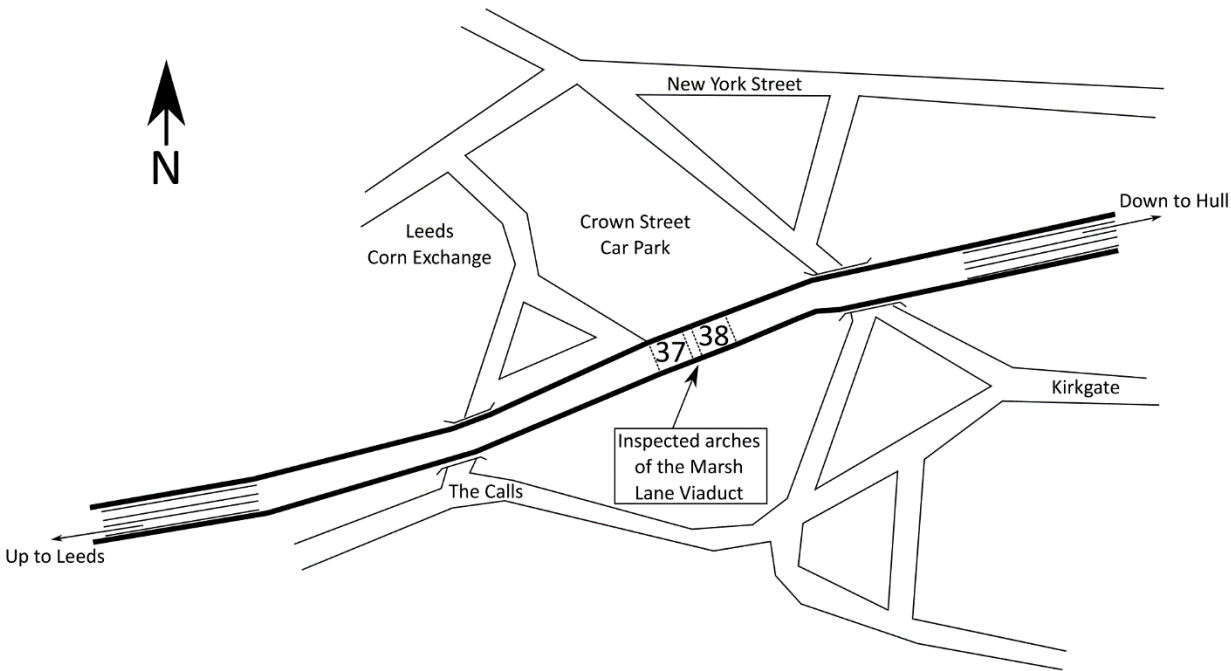 New York Street
N
Down to Hull
Crown Street
Car Park
Leeds
Corn Exchange
37
38
Kirkgate
Inspected arches
of the Marsh
Lane Viaduct
The Calls
Up to Leeds